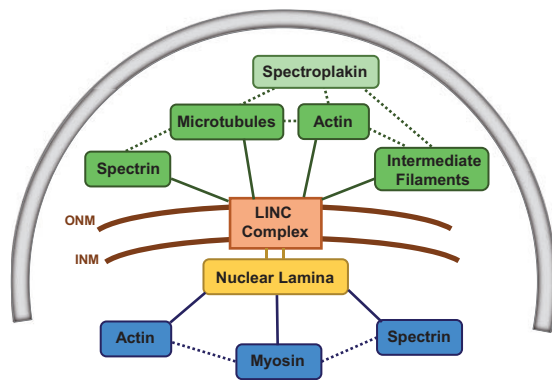 Spectroplakin
Microtubules
Actin
Spectrin
Intermediate
Filaments
LINC
Complex
ONM
INM
Nuclear Lamina
Actin
Spectrin
Myosin